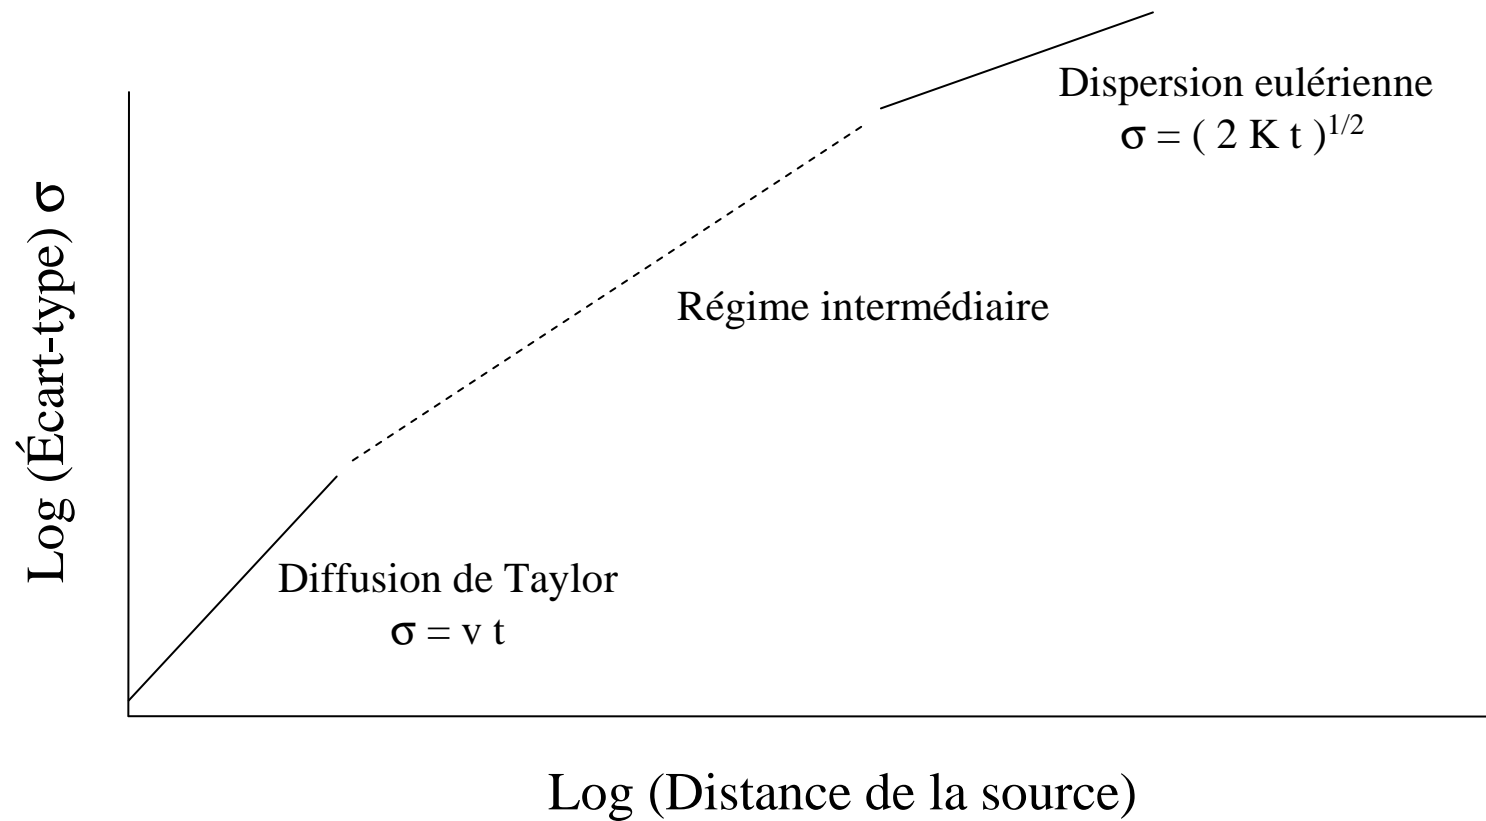 Dispersion eulérienne
σ = ( 2 K t )^{1/2}
Log (Écart-type) σ
Régime intermédiaire
Diffusion de Taylor
σ = v t
Log (Distance de la source)